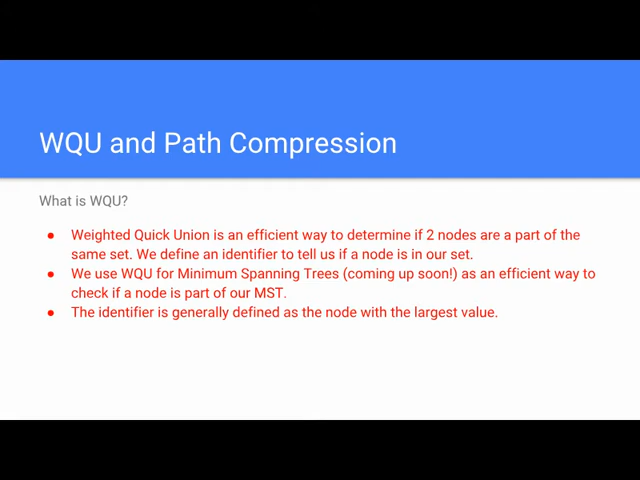 WQU and Path Compression
What is WQU?
● Weighted Quick Union is an efficient way to determine if 2 nodes are a part of the
same set. We define an identifier to tell us if a node is in our set.
● We use WQU for Minimum Spanning Trees (coming up soon!) as an efficient way to
check if a node is part of our MST.
● The identifier is generally defined as the node with the largest value.